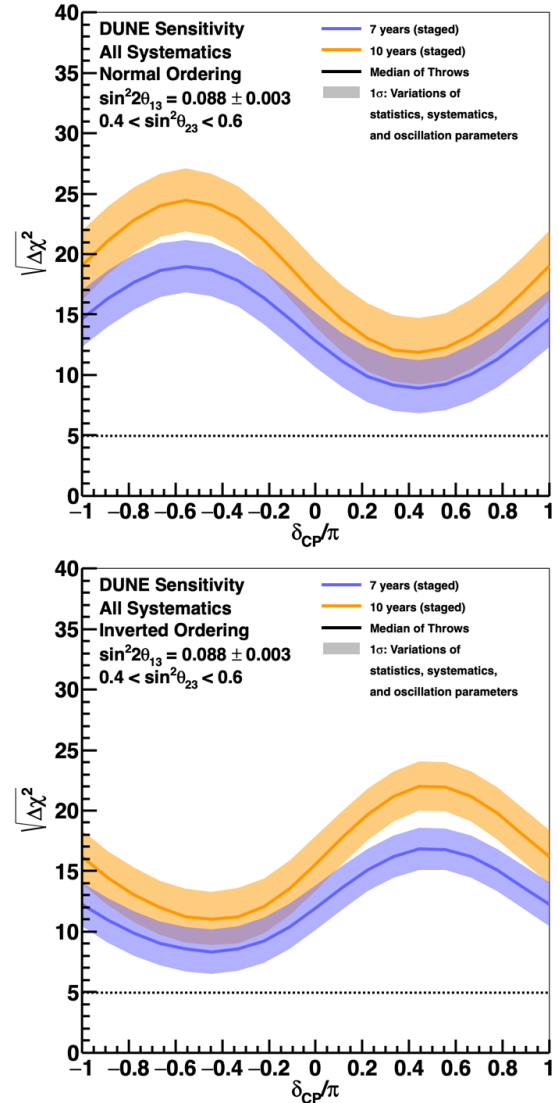 DUNE Sensitivity
All Systematics
Normal Ordering
sin²2θ₁₃ = 0.088 ± 0.003
0.4 < sin²θ₂₃ < 0.6
7 years (staged)
10 years (staged)
Median of Throws
1σ: Variations of
statistics, systematics,
and oscillation parameters
√Δχ²
40
35
30
25
20
15
10
5
0
−1 −0.8 −0.6 −0.4 −0.2 0 0.2 0.4 0.6 0.8 1
δCP/π
DUNE Sensitivity
All Systematics
Inverted Ordering
sin²2θ₁₃ = 0.088 ± 0.003
0.4 < sin²θ₂₃ < 0.6
7 years (staged)
10 years (staged)
Median of Throws
1σ: Variations of
statistics, systematics,
and oscillation parameters
√Δχ²
40
35
30
25
20
15
10
5
0
−1 −0.8 −0.6 −0.4 −0.2 0 0.2 0.4 0.6 0.8 1
δCP/π